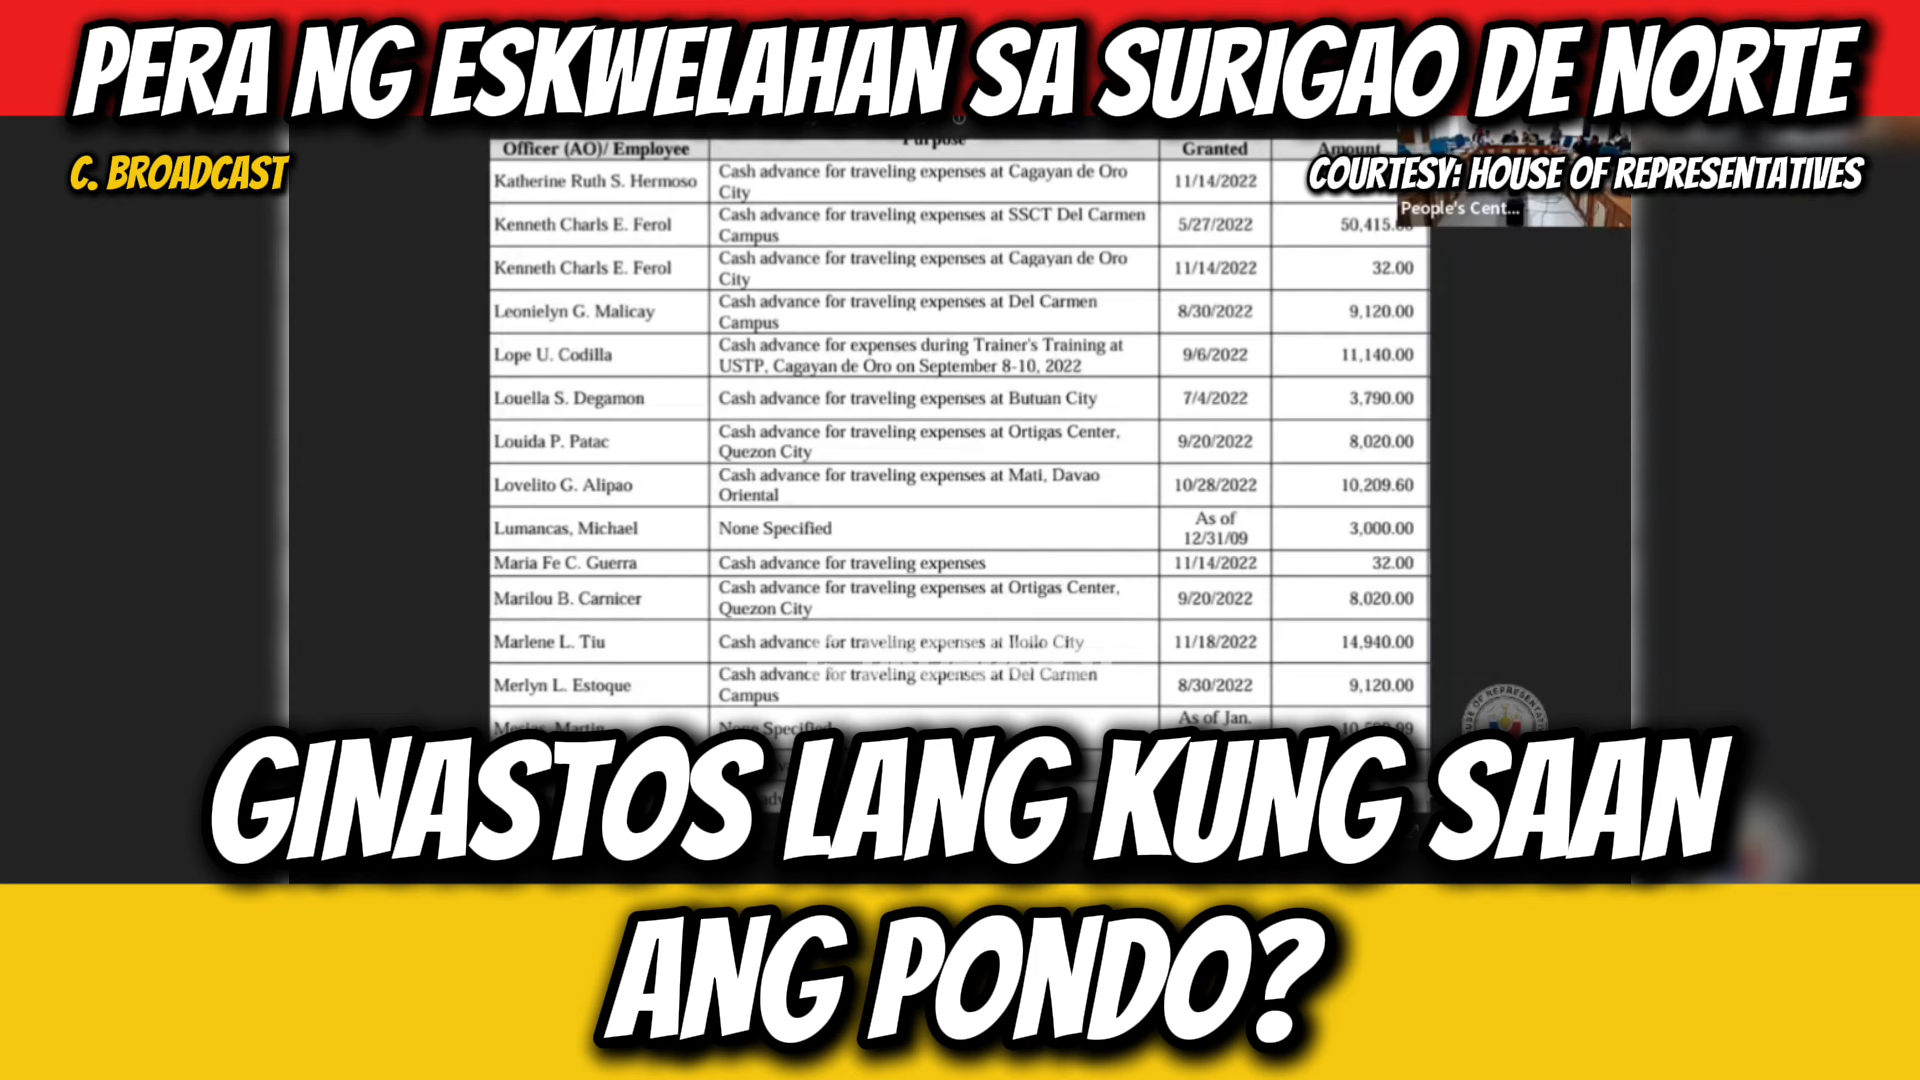 PERA NG ESKWELAHAN SA SURIGAO DE NORTE
C. BROADCAST
COURTESY: HOUSE OF REPRESENTATIVES
People's Cent...
Officer (AO)/ Employee Purpose Granted Amount
Katherine Ruth S. Hermoso Cash advance for traveling expenses at Cagayan de Oro City 11/14/2022
Kenneth Charls E. Ferol Cash advance for traveling expenses at SSCT Del Carmen Campus 5/27/2022
Kenneth Charls E. Ferol Cash advance for traveling expenses at Cagayan de Oro City 11/14/2022 32.00
Leonielyn G. Malicay Cash advance for traveling expenses at Del Carmen Campus 8/30/2022 9,120.00
Lope U. Codilla Cash advance for expenses during Trainer's Training at USTP, Cagayan de Oro on September 8-10, 2022 9/6/2022 11,140.00
Louella S. Degamon Cash advance for traveling expenses at Butuan City 7/4/2022 3,790.00
Louida P. Patac Cash advance for traveling expenses at Ortigas Center, Quezon City 9/20/2022 8,020.00
Lovelito G. Alipao Cash advance for traveling expenses at Mati, Davao Oriental 10/28/2022 10,209.60
Lumancas, Michael None Specified As of 12/31/09 3,000.00
Maria Fe C. Guerra Cash advance for traveling expenses 11/14/2022 32.00
Marilou B. Carnicer Cash advance for traveling expenses at Ortigas Center, Quezon City 9/20/2022 8,020.00
Marlene L. Tiu Cash advance for traveling expenses at Iloilo City 11/18/2022 14,940.00
Merlyn L. Estoque Cash advance for traveling expenses at Del Carmen Campus 8/30/2022 9,120.00
Martin None Specified As of Jan.
GINASTOS LANG KUNG SAAN
ANG PONDO?